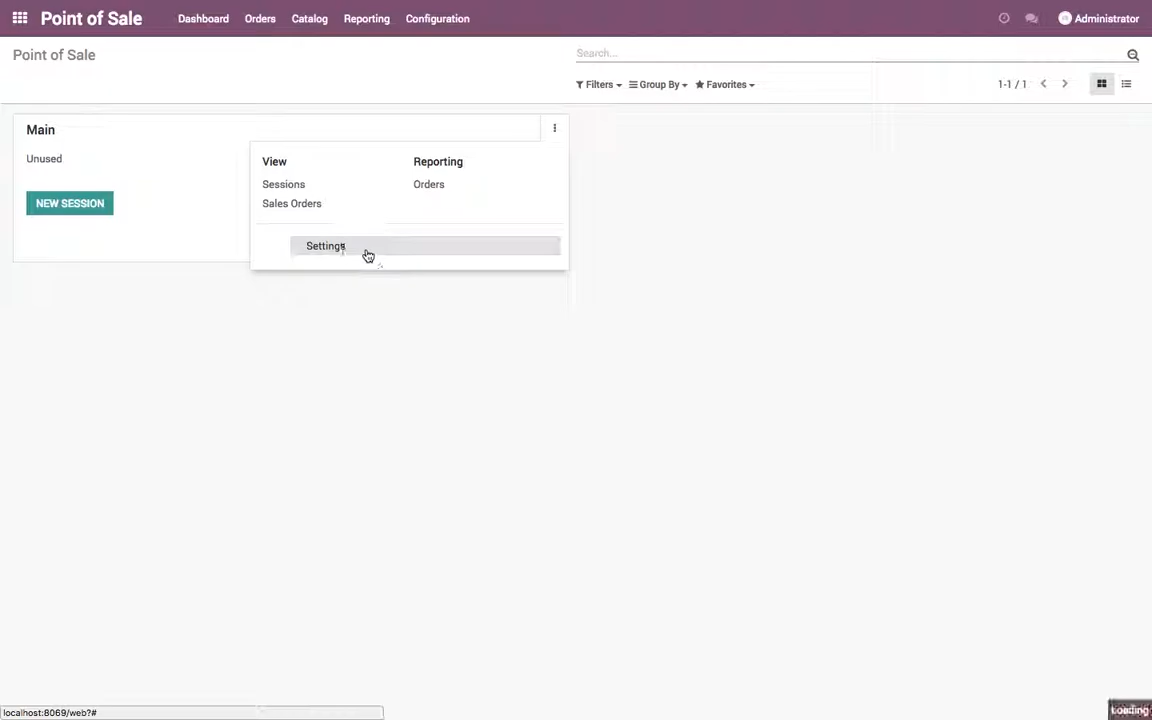 Point of Sale Dashboard Orders Catalog Reporting Configuration Administrator
Point of Sale
Search...
Filters Group By Favorites 1-1 / 1
Main
Unused
NEW SESSION
View Reporting
Sessions Orders
Sales Orders
Settings
localhost:8069/web?#
Loading